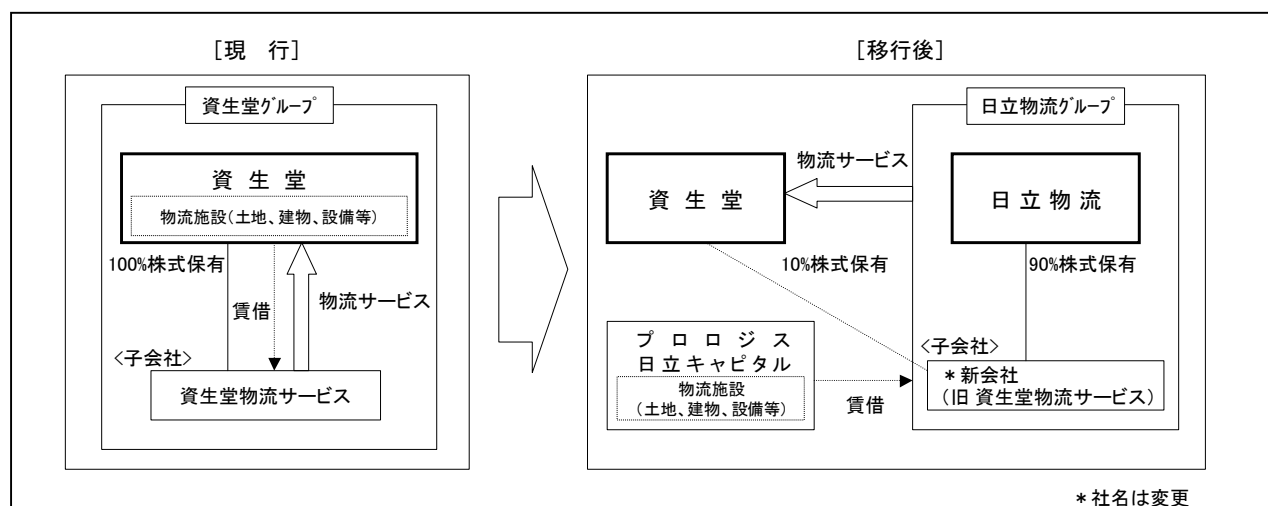 ［現　行］
資生堂ｸﾞﾙｰﾌﾟ
資 生 堂
物流施設（土地、建物、設備等）
100%株式保有
賃借
物流サービス
<子会社>
資生堂物流サービス
［移行後］
日立物流ｸﾞﾙｰﾌﾟ
物流サービス
資 生 堂
日 立 物 流
10%株式保有
90%株式保有
プ ロ ロ ジ ス
日 立 キ ャ ピ タ ル
物流施設
（土地、建物、設備等）
賃借
<子会社>
＊新会社
（旧 資生堂物流サービス）
＊社名は変更